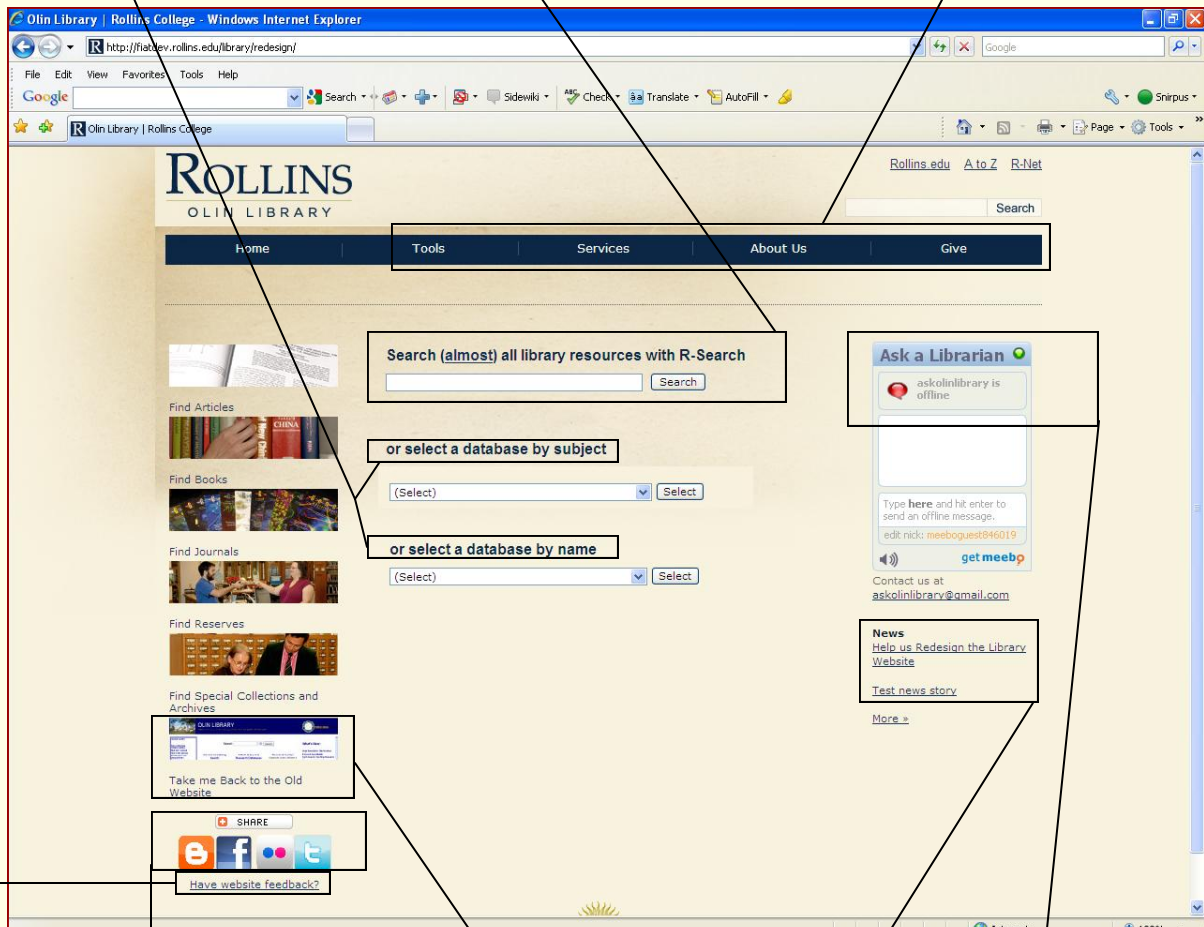 Olin Library | Rollins College - Windows Internet Explorer
http://fiatdev.rollins.edu/library/redesign/
Google
File Edit View Favorites Tools Help
Google Search Sidewiki Check Translate AutoFill Snirpus
Olin Library | Rollins College Page Tools
ROLLINS
OLIN LIBRARY
Rollins.edu A to Z R-Net
Search
Home Tools Services About Us Give
Find Articles
CHINA
Find Books
Find Journals
Find Reserves
Find Special Collections and
Archives
OLIN LIBRARY
Take me Back to the Old
Website
SHARE
Have website feedback?
Search (almost) all library resources with R-Search
Search
or select a database by subject
(Select) Select
or select a database by name
(Select) Select
Ask a Librarian
askolinlibrary is
offline
Type here and hit enter to
send an offline message.
edit nick: meeboguest846019
get meebo
Contact us at
askolinlibrary@gmail.com
News
Help us Redesign the Library
Website
Test news story
More »